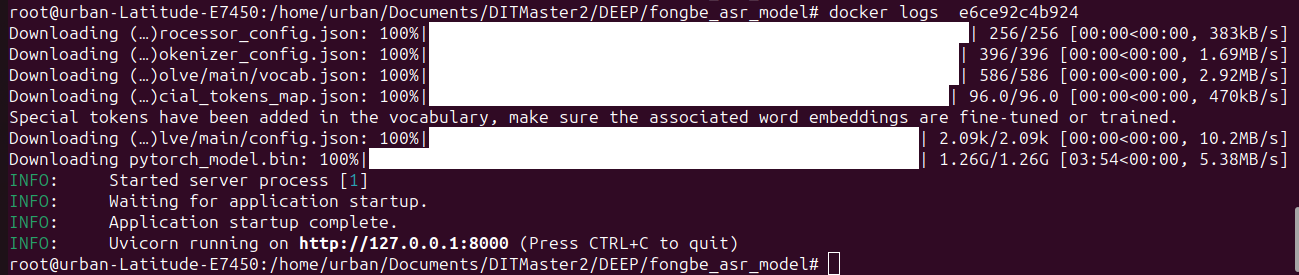 root@urban-Latitude-E7450:/home/urban/Documents/DITMaster2/DEEP/fongbe_asr_model# docker logs  e6ce92c4b924
Downloading (…)rocessor_config.json: 100%| | 256/256 [00:00<00:00, 383kB/s]
Downloading (…)okenizer_config.json: 100%| | 396/396 [00:00<00:00, 1.69MB/s]
Downloading (…)olve/main/vocab.json: 100%| | 586/586 [00:00<00:00, 2.92MB/s]
Downloading (…)cial_tokens_map.json: 100%| | 96.0/96.0 [00:00<00:00, 470kB/s]
Special tokens have been added in the vocabulary, make sure the associated word embeddings are fine-tuned or trained.
Downloading (…)lve/main/config.json: 100%| | 2.09k/2.09k [00:00<00:00, 10.2MB/s]
Downloading pytorch_model.bin: 100%| | 1.26G/1.26G [03:54<00:00, 5.38MB/s]
INFO:     Started server process [1]
INFO:     Waiting for application startup.
INFO:     Application startup complete.
INFO:     Uvicorn running on http://127.0.0.1:8000 (Press CTRL+C to quit)
root@urban-Latitude-E7450:/home/urban/Documents/DITMaster2/DEEP/fongbe_asr_model#